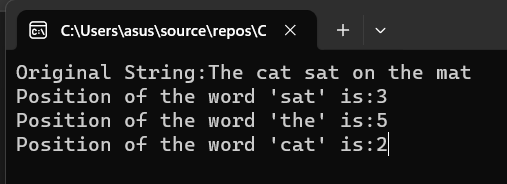 C:\Users\asus\source\repos\C
Original String:The cat sat on the mat
Position of the word 'sat' is:3
Position of the word 'the' is:5
Position of the word 'cat' is:2